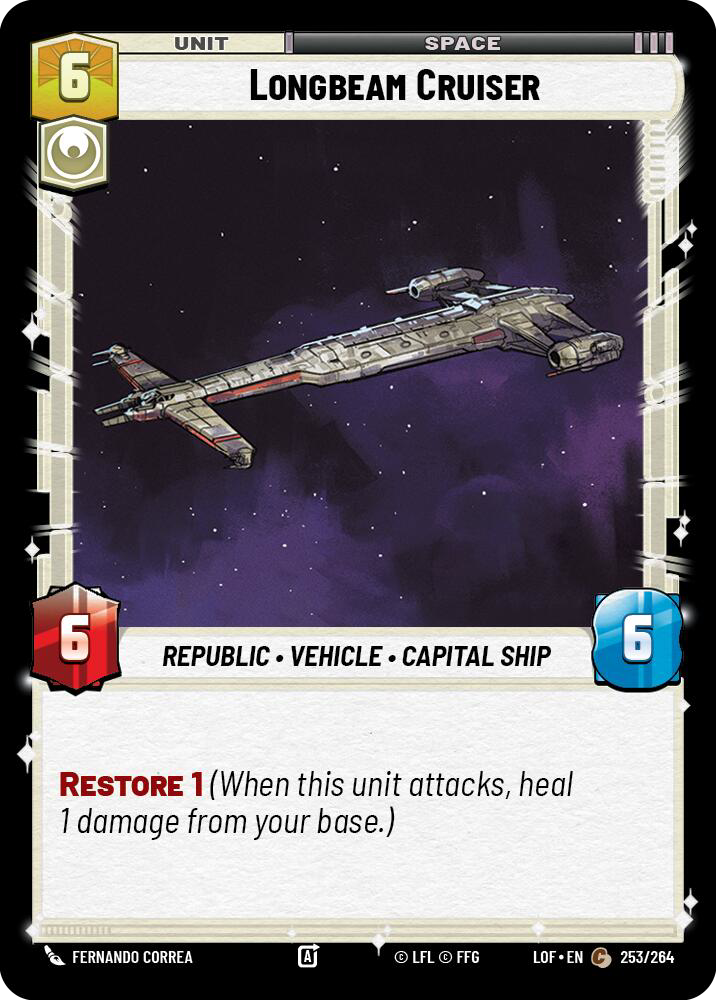 UNIT SPACE
6 Longbeam Cruiser
6 REPUBLIC • VEHICLE • CAPITAL SHIP 6
RESTORE 1 (When this unit attacks, heal
1 damage from your base.)
FERNANDO CORREA A © LFL © FFG LOF • EN C 253/264